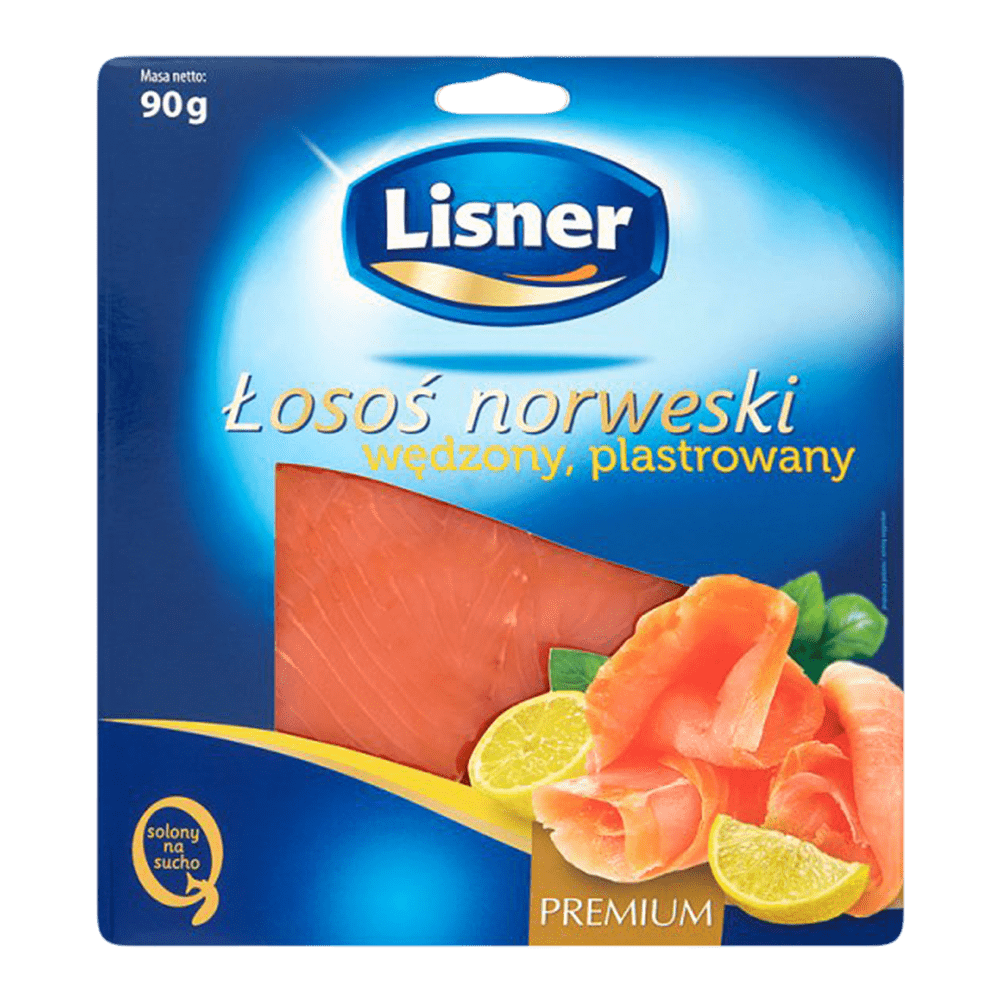 Masa netto:
90g
Lisner
Łosoś norweski
wędzony, plastrowany
solony
na
sucho
PREMIUM